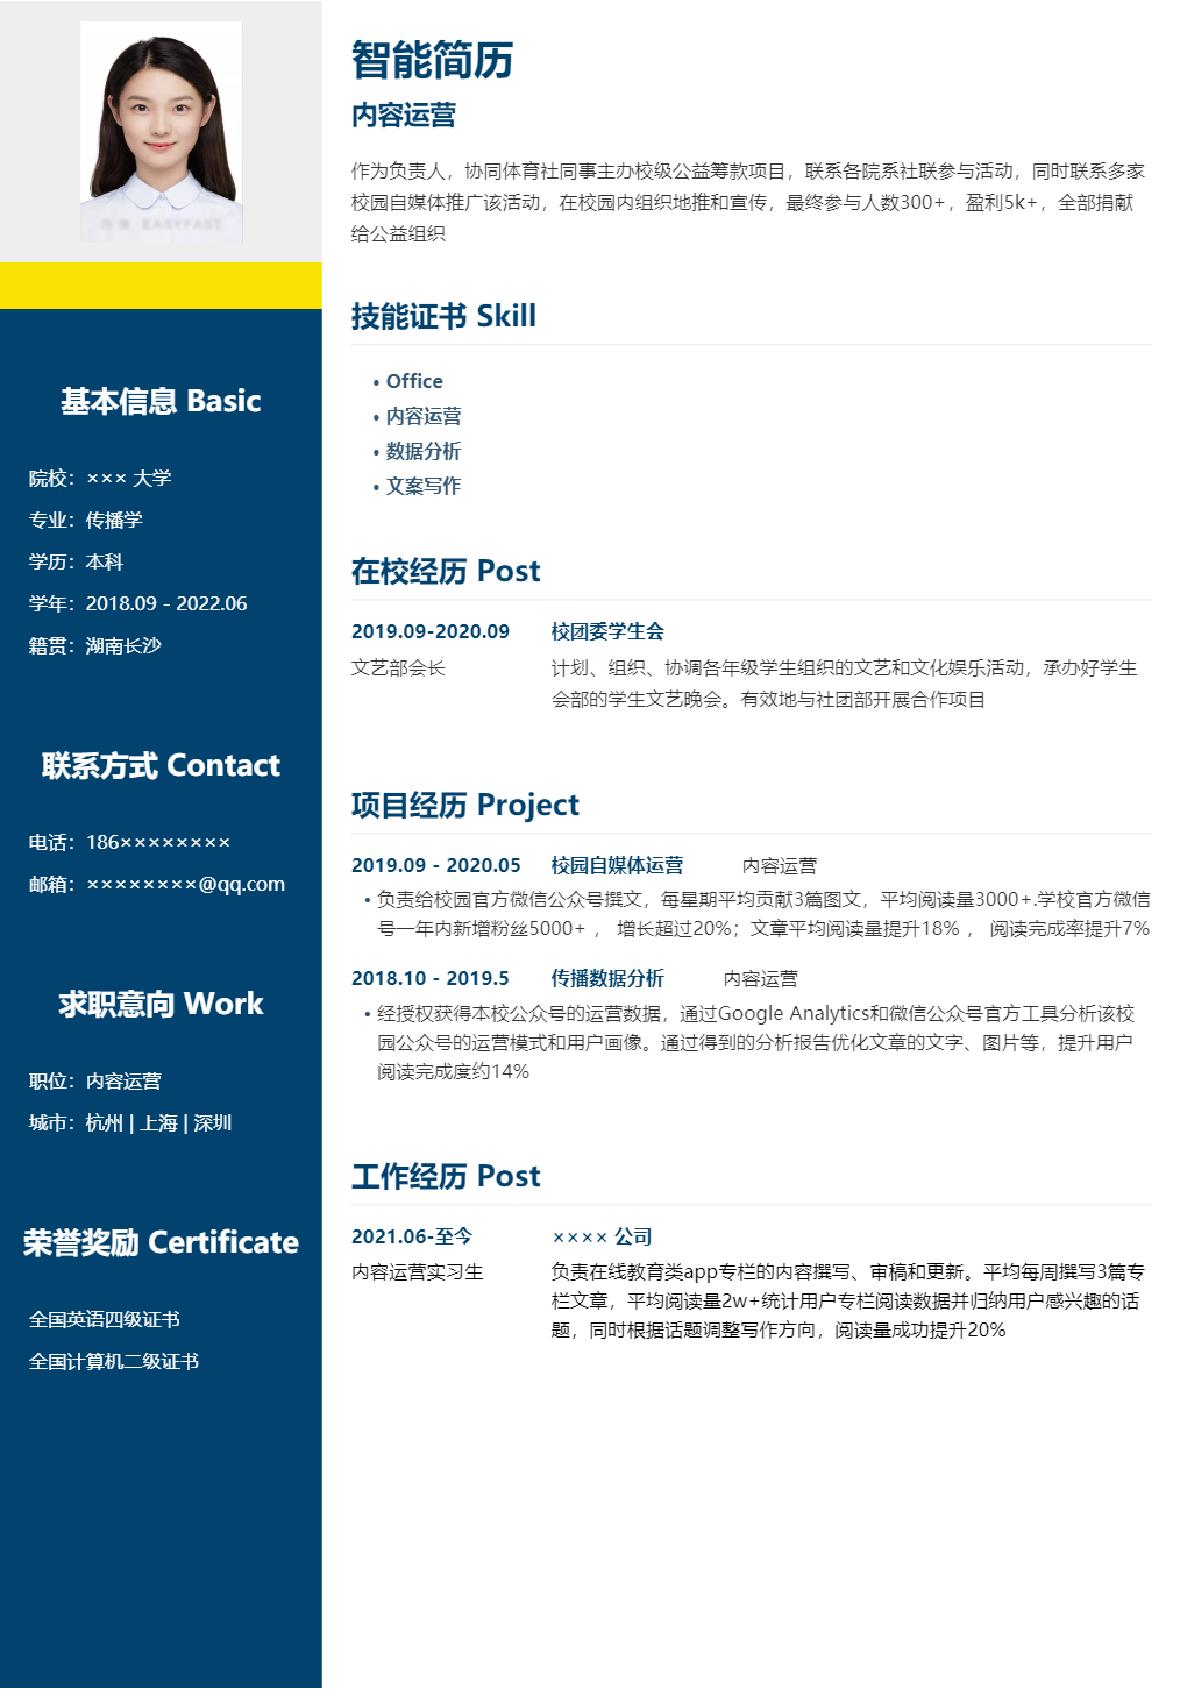 EASYFAST
基本信息 Basic
院校：××× 大学
专业：传播学
学历：本科
学年：2018.09 - 2022.06
籍贯：湖南长沙
联系方式 Contact
电话：186××××××××
邮箱：××××××××@qq.com
求职意向 Work
职位：内容运营
城市：杭州 | 上海 | 深圳
荣誉奖励 Certificate
全国英语四级证书
全国计算机二级证书
智能简历
内容运营
作为负责人，协同体育社同事主办校级公益筹款项目，联系各院系社联参与活动，同时联系多家
校园自媒体推广该活动，在校园内组织地推和宣传，最终参与人数300+，盈利5k+，全部捐献
给公益组织
技能证书 Skill
• Office
• 内容运营
• 数据分析
• 文案写作
在校经历 Post
2019.09-2020.09 校团委学生会
文艺部会长 计划、组织、协调各年级学生组织的文艺和文化娱乐活动，承办好学生
会部的学生文艺晚会。有效地与社团部开展合作项目
项目经历 Project
2019.09 - 2020.05 校园自媒体运营 内容运营
• 负责给校园官方微信公众号撰文，每星期平均贡献3篇图文，平均阅读量3000+.学校官方微信
号一年内新增粉丝5000+ ， 增长超过20%；文章平均阅读量提升18% ， 阅读完成率提升7%
2018.10 - 2019.5 传播数据分析 内容运营
• 经授权获得本校公众号的运营数据，通过Google Analytics和微信公众号官方工具分析该校
园公众号的运营模式和用户画像。通过得到的分析报告优化文章的文字、图片等，提升用户
阅读完成度约14%
工作经历 Post
2021.06-至今 ×××× 公司
内容运营实习生 负责在线教育类app专栏的内容撰写、审稿和更新。平均每周撰写3篇专
栏文章，平均阅读量2w+统计用户专栏阅读数据并归纳用户感兴趣的话
题，同时根据话题调整写作方向，阅读量成功提升20%